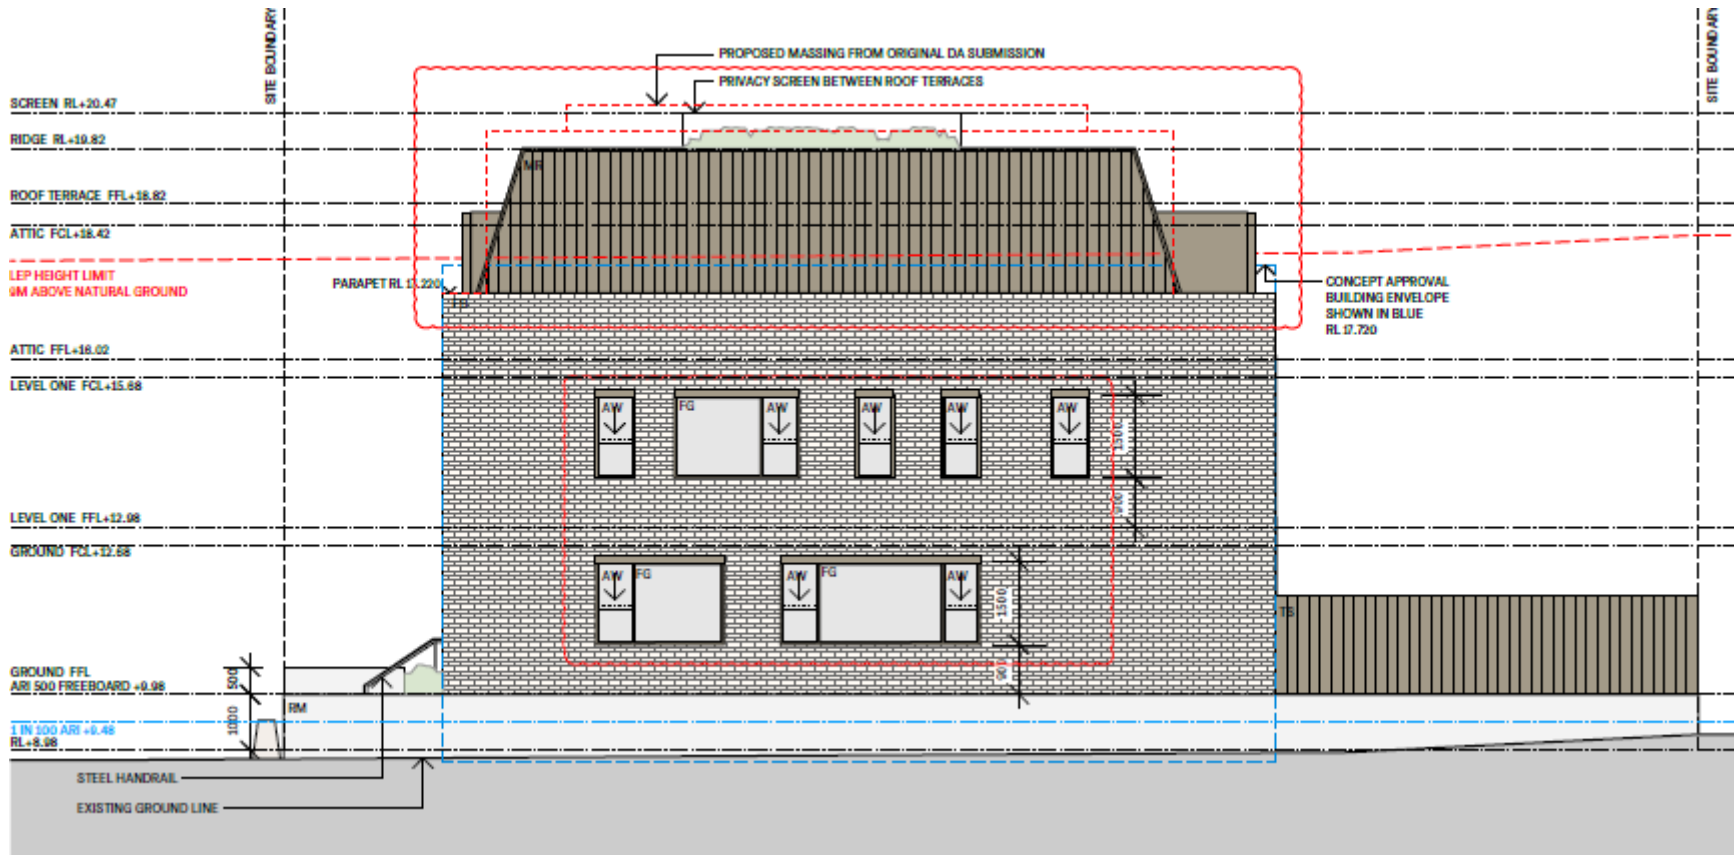 SITE BOUNDARY
SITE BOUNDARY
PROPOSED MASSING FROM ORIGINAL DA SUBMISSION
PRIVACY SCREEN BETWEEN ROOF TERRACES
SCREEN RL+20.47
RIDGE RL+19.82
MR
ROOF TERRACE FFL+18.82
ATTIC FCL+18.42
LEP HEIGHT LIMIT
9M ABOVE NATURAL GROUND
PARAPET RL 17.220
FB
CONCEPT APPROVAL
BUILDING ENVELOPE
SHOWN IN BLUE
RL 17.720
ATTIC FFL+16.02
LEVEL ONE FCL+15.68
AW
FG
AW
AW
AW
AW
1500
900
LEVEL ONE FFL+12.98
GROUND FCL+12.68
AW
FG
AW
FG
AW
1500
900
TS
GROUND FFL
ARI 500 FREEBOARD +9.98
500
1000
RM
1 IN 100 ARI +9.48
RL+8.98
STEEL HANDRAIL
EXISTING GROUND LINE